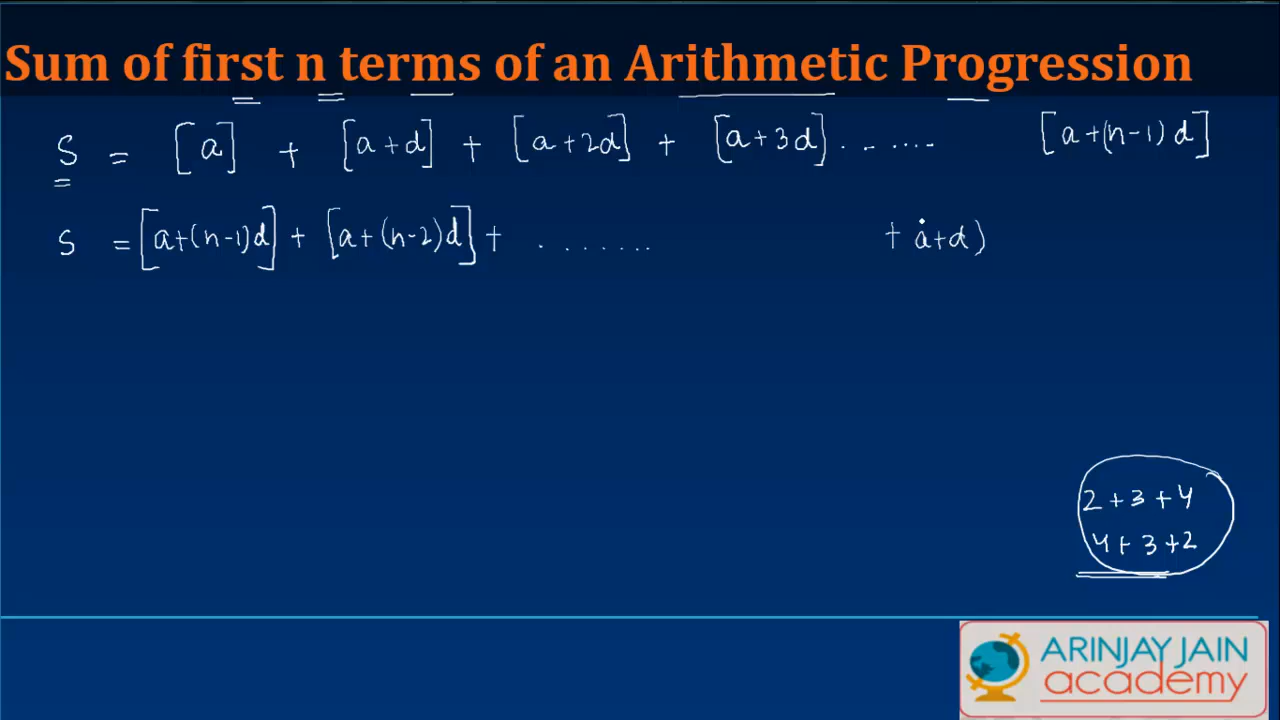 Sum of first n terms of an Arithmetic Progression
S = [a] + [a+d] + [a+2d] + [a+3d] ........ [a+(n-1)d]
S = [a+(n-1)d] + [a+(n-2)d] + ....... + a+d)
2+3+4
4+3+2
ARINJAY JAIN
academy